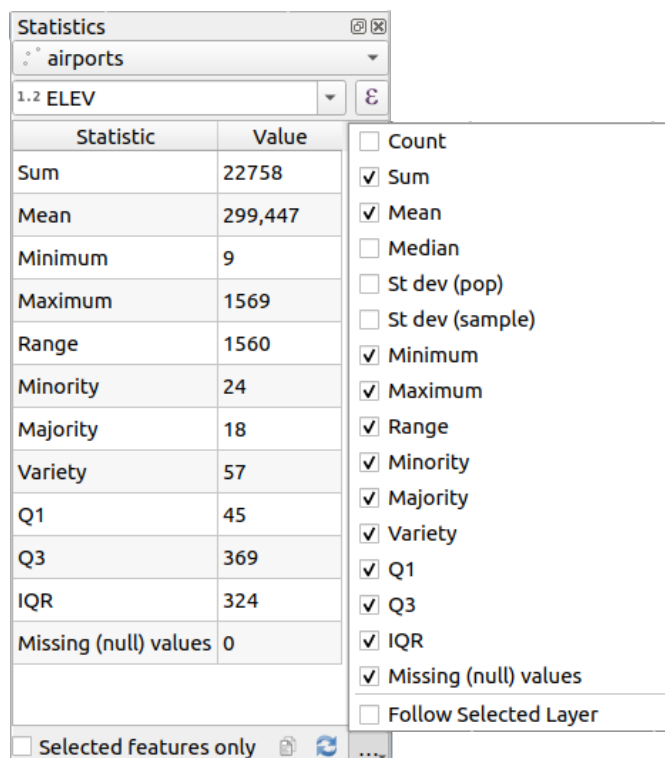 Statistics
airports
1.2 ELEV ε
Statistic Value
Sum 22758
Mean 299,447
Minimum 9
Maximum 1569
Range 1560
Minority 24
Majority 18
Variety 57
Q1 45
Q3 369
IQR 324
Missing (null) values 0
Selected features only ...
Count
Sum
Mean
Median
St dev (pop)
St dev (sample)
Minimum
Maximum
Range
Minority
Majority
Variety
Q1
Q3
IQR
Missing (null) values
Follow Selected Layer